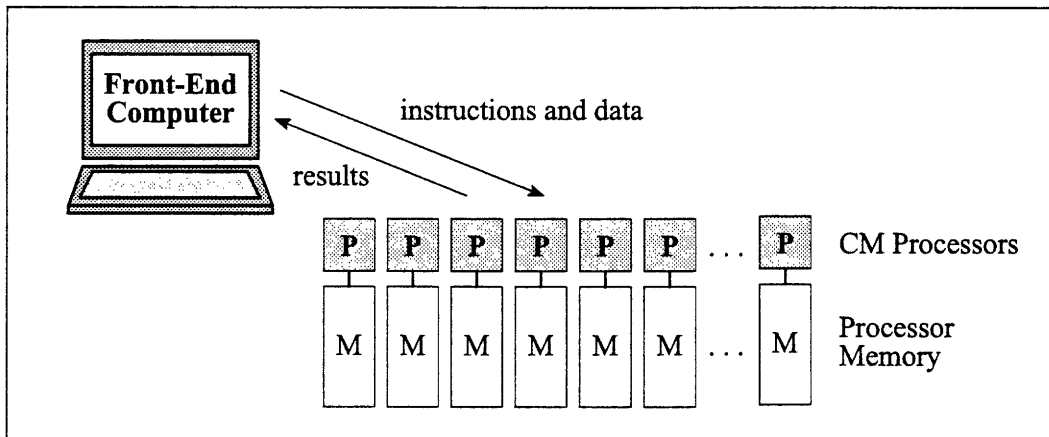 Front-End
Computer
instructions and data
results
P P P P P P . . . P CM Processors
M M M M M M . . . M Processor
Memory